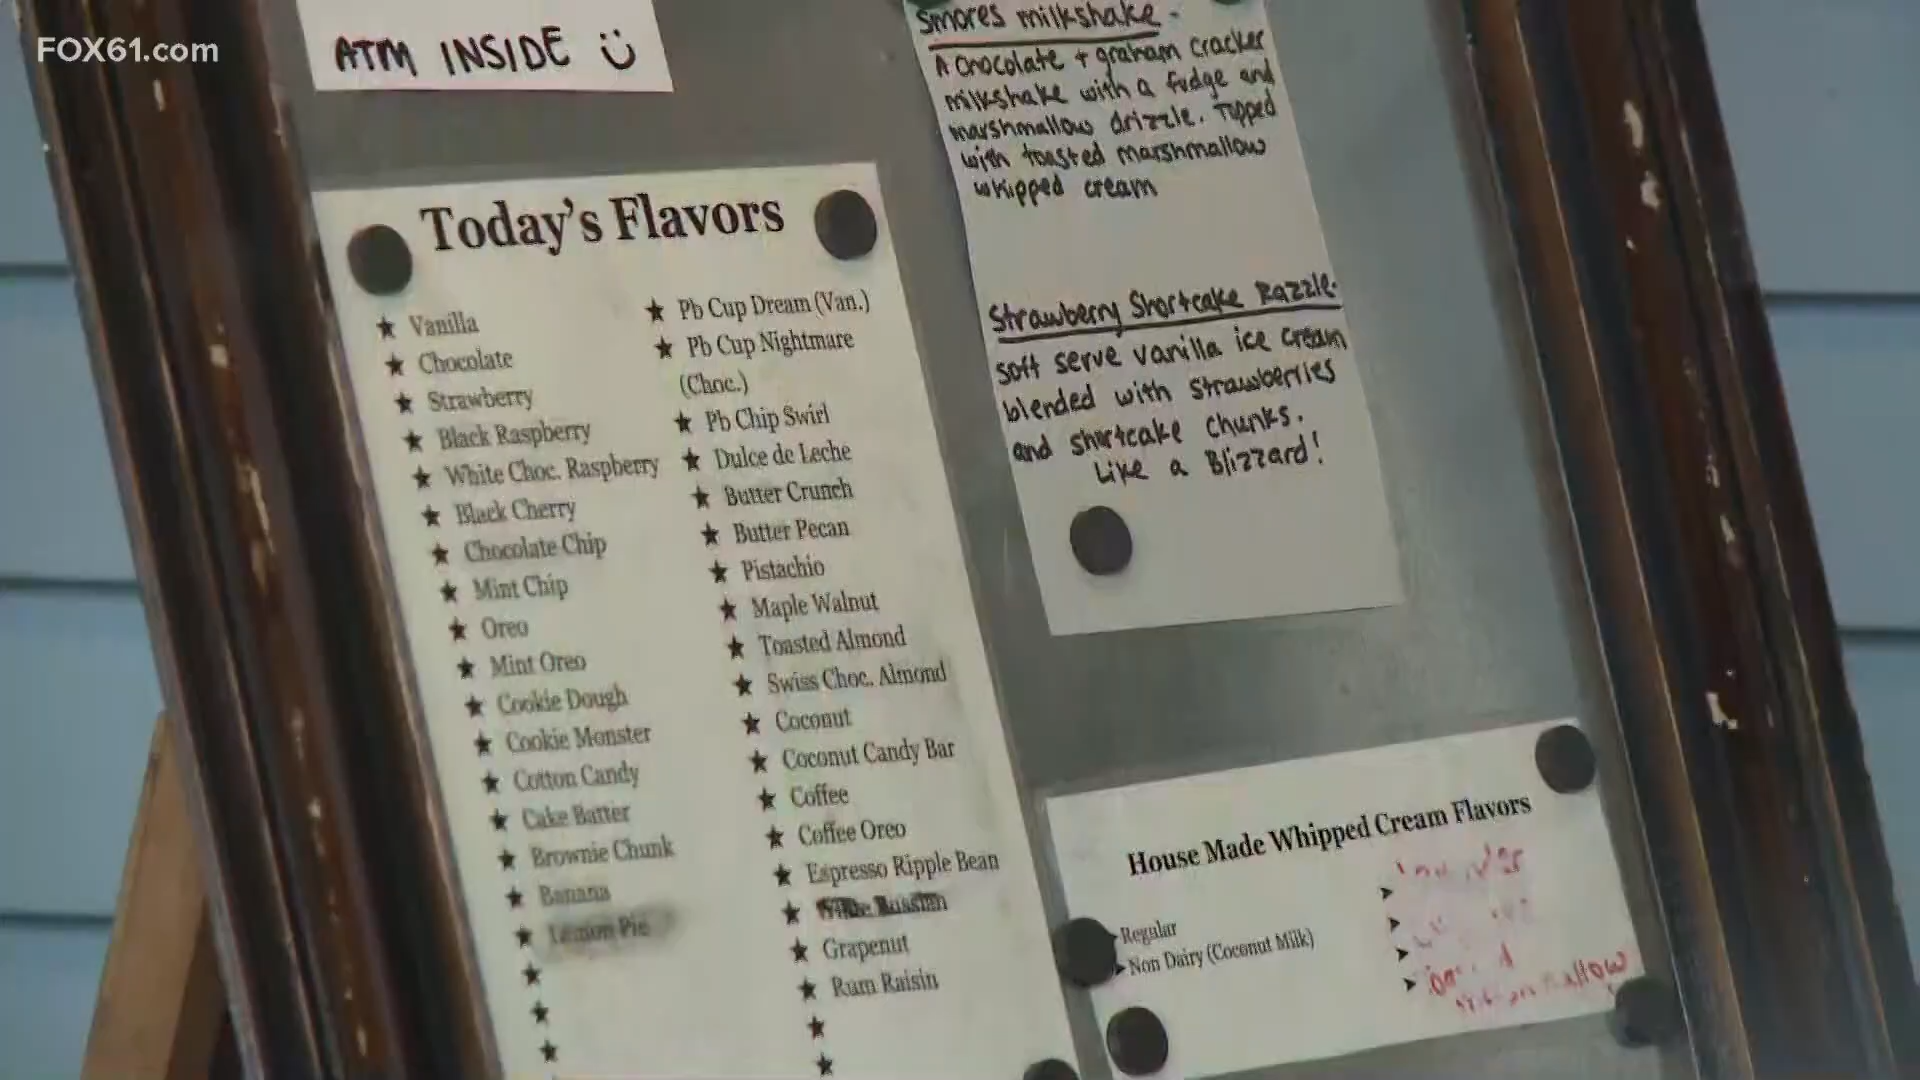 FOX61.com
ATM INSIDE
Today's Flavors
Vanilla
Chocolate
Strawberry
Black Raspberry
White Choc. Raspberry
Black Cherry
Chocolate Chip
Mint Chip
Oreo
Mint Oreo
Cookie Dough
Cookie Monster
Cotton Candy
Cake Batter
Brownie Chunk
Banana
Lemon Pie
Pb Cup Dream (Van.)
Pb Cup Nightmare
(Choc.)
Pb Chip Swirl
Dulce de Leche
Butter Crunch
Butter Pecan
Pistachio
Maple Walnut
Toasted Almond
Swiss Choc. Almond
Coconut
Coconut Candy Bar
Coffee
Coffee Oreo
Espresso Ripple Bean
Russian
Grapenut
Rum Raisin
Smores milkshake -
A Chocolate + graham cracker
milkshake with a fudge and
marshmallow drizzle. Topped
with toasted marshmallow
whipped cream
Strawberry Shortcake Razzle-
soft serve vanilla ice cream
blended with strawberries
and shortcake chunks.
Like a Blizzard!
House Made Whipped Cream Flavors
Regular
Non Dairy (Coconut Milk)